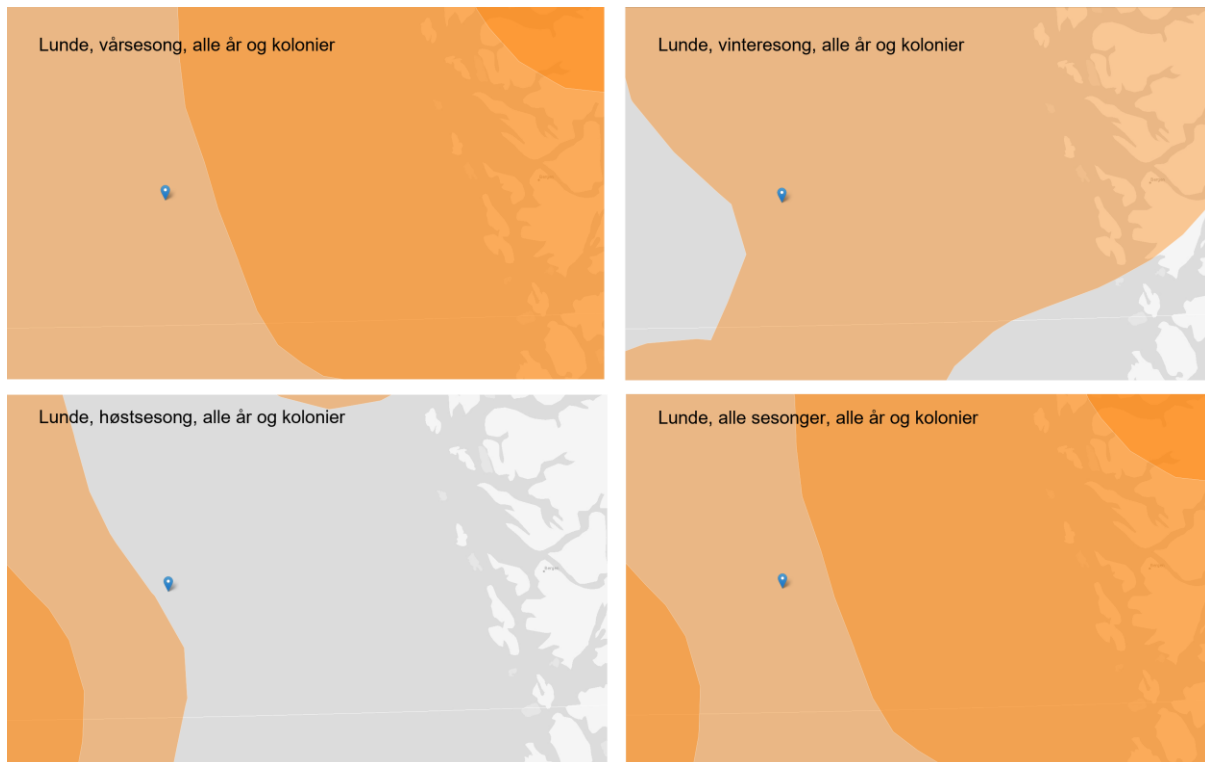 Lunde, vårsesong, alle år og kolonier
Lunde, vinteresong, alle år og kolonier
Lunde, høstsesong, alle år og kolonier
Lunde, alle sesonger, alle år og kolonier